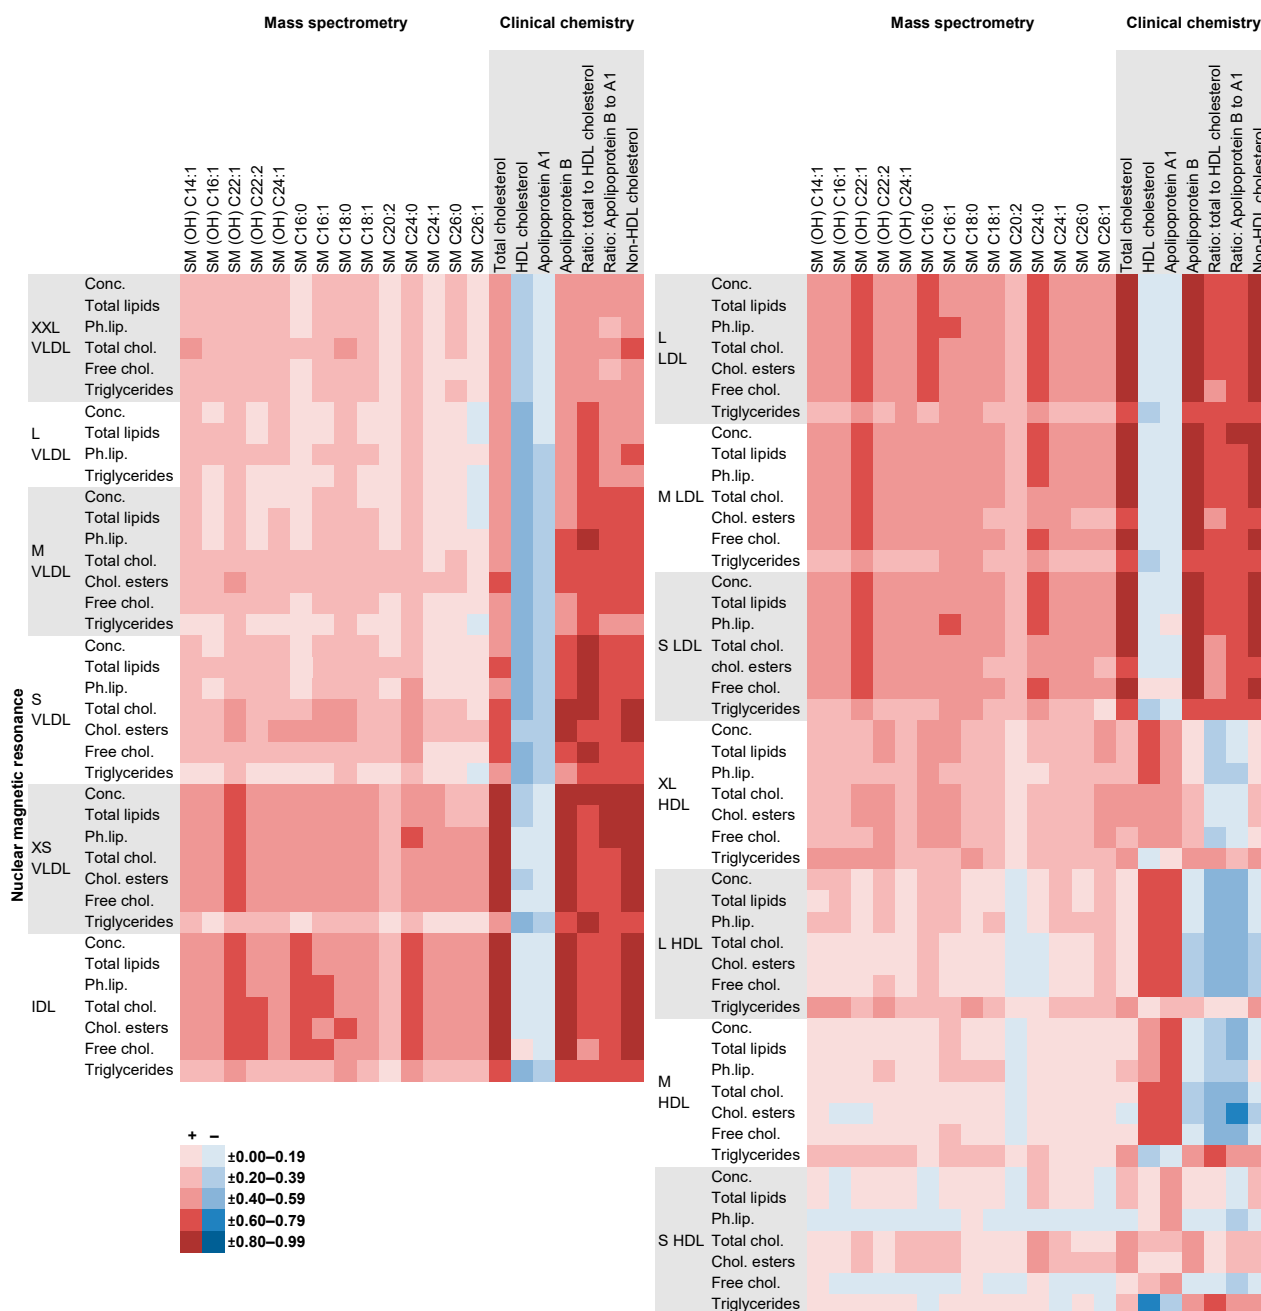 Mass spectrometry
Clinical chemistry
SM (OH) C14:1
SM (OH) C16:1
SM (OH) C22:1
SM (OH) C22:2
SM (OH) C24:1
SM C16:0
SM C16:1
SM C18:0
SM C18:1
SM C20:2
SM C24:0
SM C24:1
SM C26:0
SM C26:1
Total cholesterol
HDL cholesterol
Apolipoprotein A1
Apolipoprotein B
Ratio: total to HDL cholesterol
Ratio: Apolipoprotein B to A1
Non-HDL cholesterol
Nuclear magnetic resonance
XXL
VLDL
Conc.
Total lipids
Ph.lip.
Total chol.
Free chol.
Triglycerides
L
VLDL
Conc.
Total lipids
Ph.lip.
Triglycerides
M
VLDL
Conc.
Total lipids
Ph.lip.
Total chol.
Chol. esters
Free chol.
Triglycerides
S
VLDL
Conc.
Total lipids
Ph.lip.
Total chol.
Chol. esters
Free chol.
Triglycerides
XS
VLDL
Conc.
Total lipids
Ph.lip.
Total chol.
Chol. esters
Free chol.
Triglycerides
IDL
Conc.
Total lipids
Ph.lip.
Total chol.
Chol. esters
Free chol.
Triglycerides
+ –
±0.00–0.19
±0.20–0.39
±0.40–0.59
±0.60–0.79
±0.80–0.99
Mass spectrometry
Clinical chemistry
SM (OH) C14:1
SM (OH) C16:1
SM (OH) C22:1
SM (OH) C22:2
SM (OH) C24:1
SM C16:0
SM C16:1
SM C18:0
SM C18:1
SM C20:2
SM C24:0
SM C24:1
SM C26:0
SM C26:1
Total cholesterol
HDL cholesterol
Apolipoprotein A1
Apolipoprotein B
Ratio: total to HDL cholesterol
Ratio: Apolipoprotein B to A1
Non-HDL cholesterol
L
LDL
Conc.
Total lipids
Ph.lip.
Total chol.
Chol. esters
Free chol.
Triglycerides
M LDL
Conc.
Total lipids
Ph.lip.
Total chol.
Chol. esters
Free chol.
Triglycerides
S LDL
Conc.
Total lipids
Ph.lip.
Total chol.
chol. esters
Free chol.
Triglycerides
XL
HDL
Conc.
Total lipids
Ph.lip.
Total chol.
Chol. esters
Free chol.
Triglycerides
L HDL
Conc.
Total lipids
Ph.lip.
Total chol.
Chol. esters
Free chol.
Triglycerides
M
HDL
Conc.
Total lipids
Ph.lip.
Total chol.
Chol. esters
Free chol.
Triglycerides
S HDL
Conc.
Total lipids
Ph.lip.
Total chol.
Chol. esters
Free chol.
Triglycerides